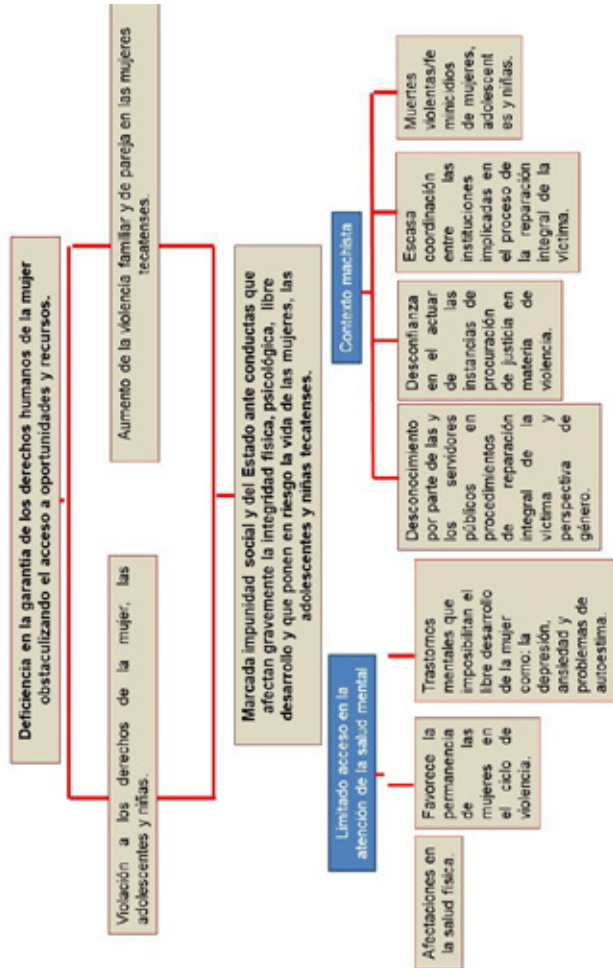 Deficiencia en la garantía de los derechos humanos de la mujer
obstaculizando el acceso a oportunidades y recursos.
Violación a los derechos de la mujer, las
adolescentes y niñas.
Aumento de la violencia familiar y de pareja en las mujeres
tecatenses.
Marcada impunidad social y del Estado ante conductas que
afectan gravemente la integridad física, psicológica, libre
desarrollo y que ponen en riesgo la vida de las mujeres, las
adolescentes y niñas tecatenses.
Limitado acceso en la
atención de la salud mental
Contexto machista
Afectaciones en
la salud física.
Favorece la
permanencia
de las
mujeres en
el ciclo de
violencia.
Trastornos
mentales que
imposibilitan el
libre desarrollo
de la mujer
como: la
depresión,
ansiedad y
problemas de
autoestima.
Desconocimiento
por parte de las y
los servidores
públicos en
procedimientos
de reparación
integral de la
víctima y
perspectiva de
género.
Desconfianza
en el actuar
de las
instancias de
procuración
de justicia en
materia de
violencia.
Escasa
coordinación
entre las
instituciones
implicadas en
el proceso de
la reparación
integral de la
víctima.
Muertes
violentas/fe
minicidios
de mujeres,
adolescent
es y niñas.